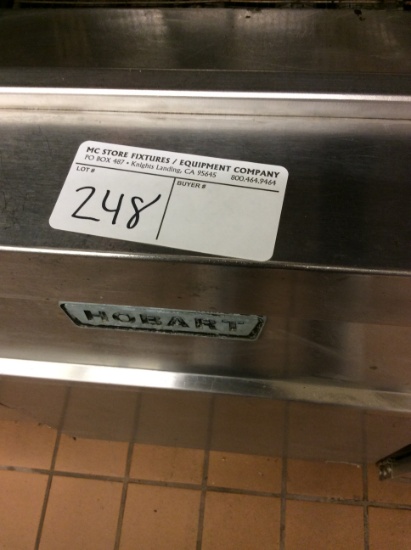 MC STORE FIXTURES / EQUIPMENT COMPANY
PO BOX 487 • Knights Landing, CA 95645 800.464.9464
LOT # BUYER #
248
HOBART